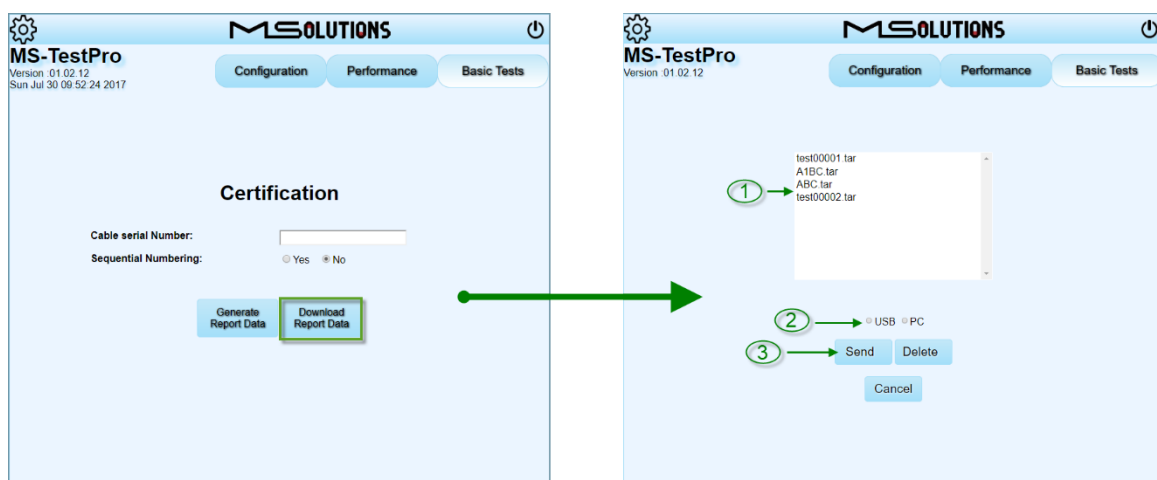 MSOLUTIONS
MS-TestPro
Version :01.02.12
Sun Jul 30 09:52:24 2017
Configuration Performance Basic Tests
Certification
Cable serial Number:
Sequential Numbering:
Yes No
Generate Report Data
Download Report Data
MSOLUTIONS
MS-TestPro
Version :01.02.12
Configuration Performance Basic Tests
1
test00001.tar
A1BC.tar
ABC.tar
test00002.tar
2
USB PC
3
Send Delete
Cancel